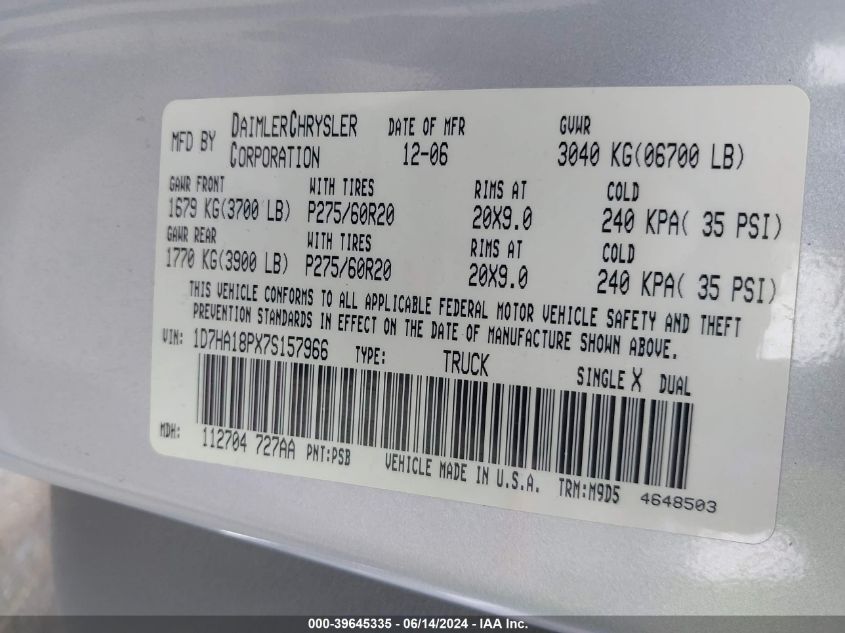 MFD BY DAIMLERCHRYSLER CORPORATION
DATE OF MFR 12-06
GVWR 3040 KG(06700 LB)
GAWR FRONT WITH TIRES RIMS AT COLD
1679 KG(3700 LB) P275/60R20 20X9.0 240 KPA( 35 PSI)
GAWR REAR WITH TIRES RIMS AT COLD
1770 KG(3900 LB) P275/60R20 20X9.0 240 KPA( 35 PSI)
THIS VEHICLE CONFORMS TO ALL APPLICABLE FEDERAL MOTOR VEHICLE SAFETY AND THEFT
PREVENTION STANDARDS IN EFFECT ON THE DATE OF MANUFACTURE SHOWN ABOVE.
VIN: 1D7HA18PX7S157966 TYPE: TRUCK SINGLE X DUAL
MDH: 112704 727AA PNT:PSB VEHICLE MADE IN U.S.A. TRM:M9D5 4648503
000-39645335 - 06/14/2024 - IAA Inc.